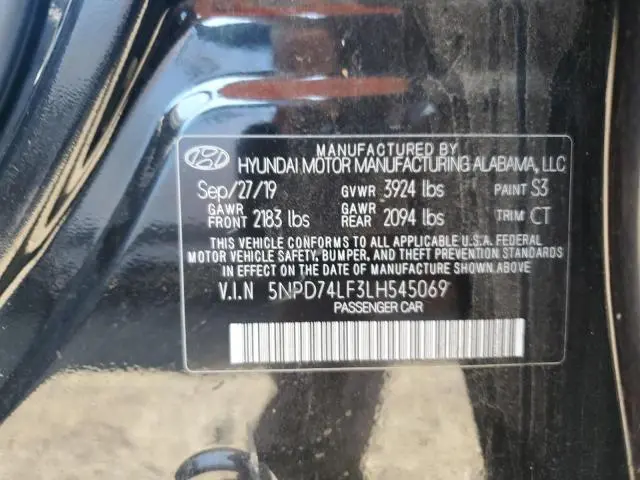 MANUFACTURED BY
HYUNDAI MOTOR MANUFACTURING ALABAMA, LLC
Sep/27/19 GVWR 3924 lbs PAINT S3
GAWR FRONT 2183 lbs GAWR REAR 2094 lbs TRIM CT
THIS VEHICLE CONFORMS TO ALL APPLICABLE U.S.A. FEDERAL
MOTOR VEHICLE SAFETY, BUMPER, AND THEFT PREVENTION STANDARDS
IN EFFECT ON THE DATE OF MANUFACTURE SHOWN ABOVE.
V.I.N 5NPD74LF3LH545069
PASSENGER CAR